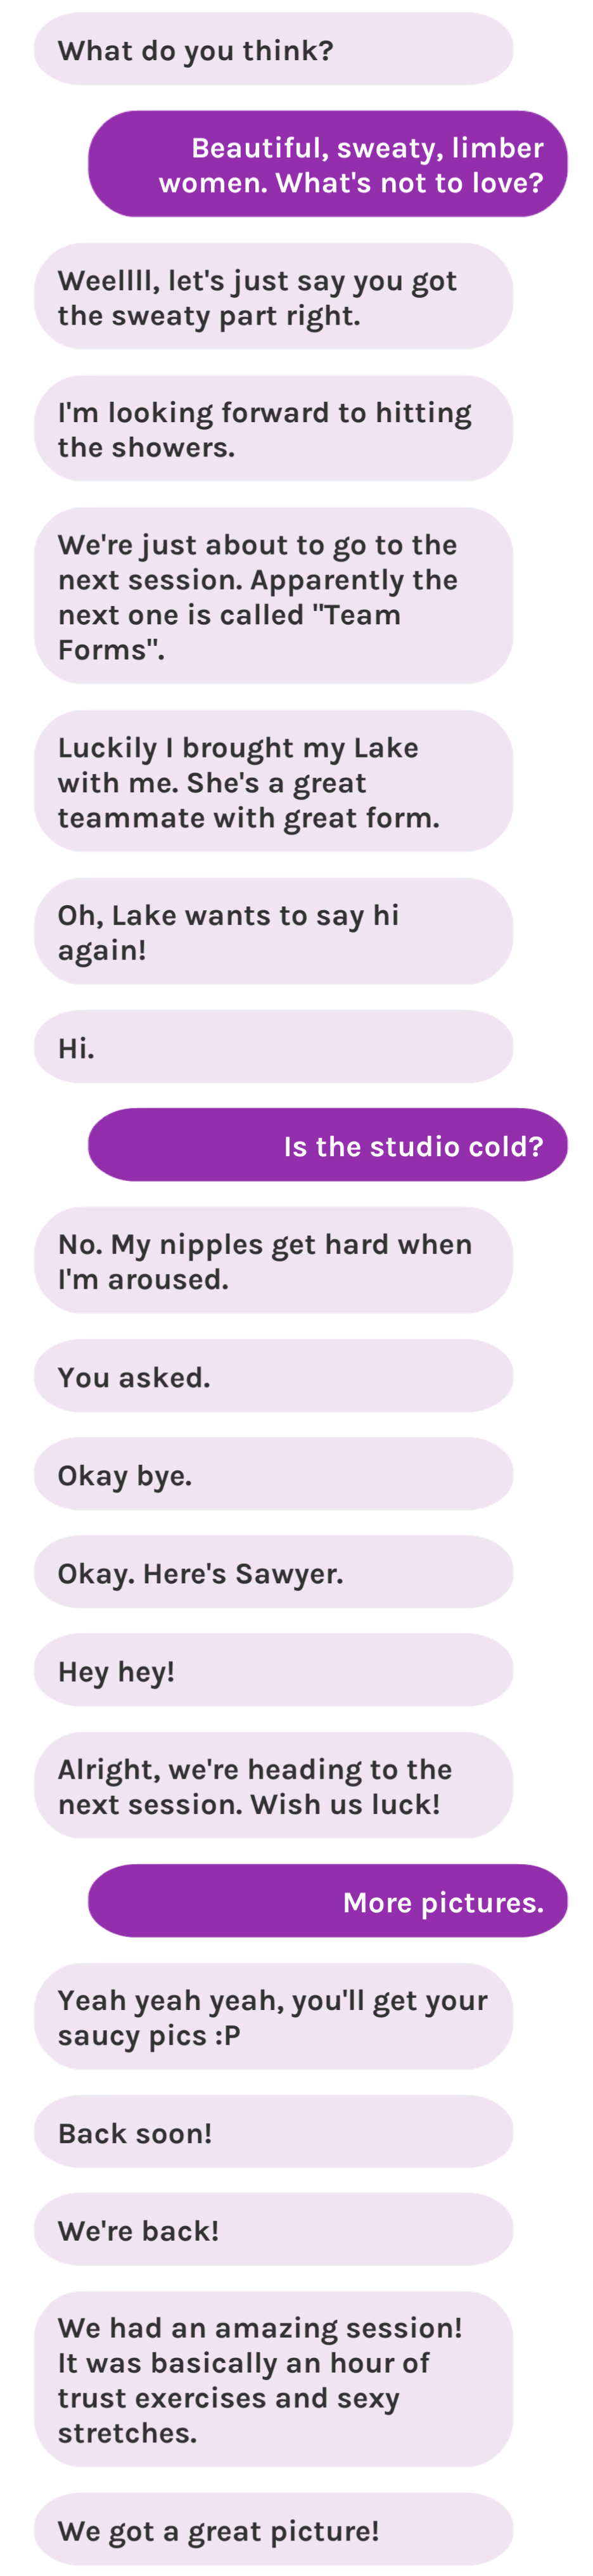 What do you think?
Beautiful, sweaty, limber
women. What's not to love?
Weellll, let's just say you got
the sweaty part right.
I'm looking forward to hitting
the showers.
We're just about to go to the
next session. Apparently the
next one is called "Team
Forms".
Luckily I brought my Lake
with me. She's a great
teammate with great form.
Oh, Lake wants to say hi
again!
Hi.
Is the studio cold?
No. My nipples get hard when
I'm aroused.
You asked.
Okay bye.
Okay. Here's Sawyer.
Hey hey!
Alright, we're heading to the
next session. Wish us luck!
More pictures.
Yeah yeah yeah, you'll get your
saucy pics :P
Back soon!
We're back!
We had an amazing session!
It was basically an hour of
trust exercises and sexy
stretches.
We got a great picture!